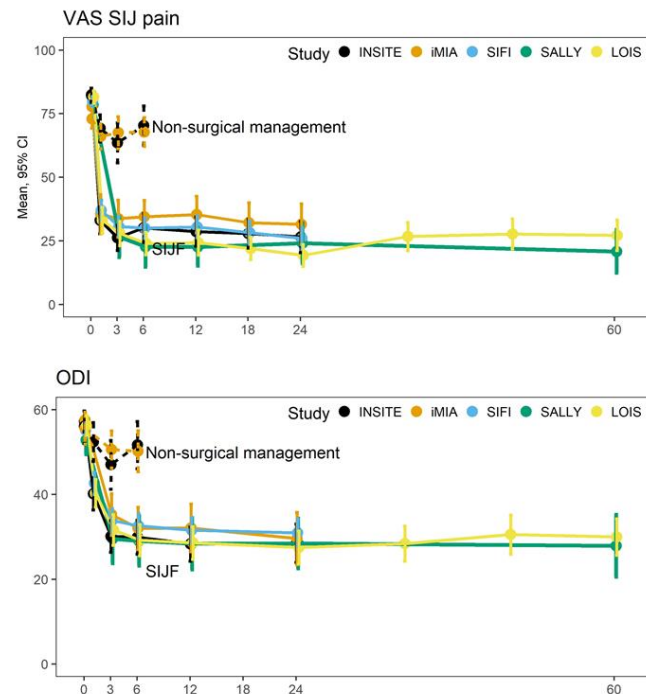 VAS SIJ pain
Study INSITE iMIA SIFI SALLY LOIS
100
75
50
25
0
Mean, 95% CI
Non-surgical management
SIJF
0 3 6 12 18 24 60
ODI
Study INSITE iMIA SIFI SALLY LOIS
60
40
20
0
Non-surgical management
SIJF
0 3 6 12 18 24 60